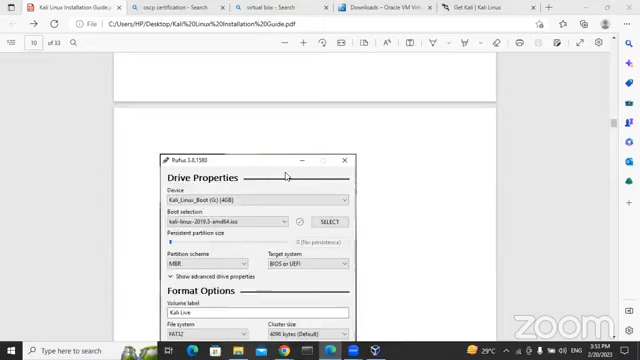 Kali Linux Installation Guide.pd
oscp certification - Search
virtual box - Search
Downloads – Oracle VM Virt
Get Kali | Kali Linux
C:/Users/HP/Desktop/Kali%20Linux%20Installation%20Guide.pdf
10 of 33
Rufus 3.8.1580
Drive Properties
Device
Kali_Linux_Boot (G:) [4GB]
Boot selection
kali-linux-2019.3-amd64.iso
SELECT
Persistent partition size
0 (No persistence)
Partition scheme
Target system
MBR
BIOS or UEFI
Show advanced drive properties
Format Options
Volume label
Kali Live
File system
Cluster size
FAT32
4096 bytes (Default)
zoom
Type here to search
29°C
3:53 PM
2/20/2023